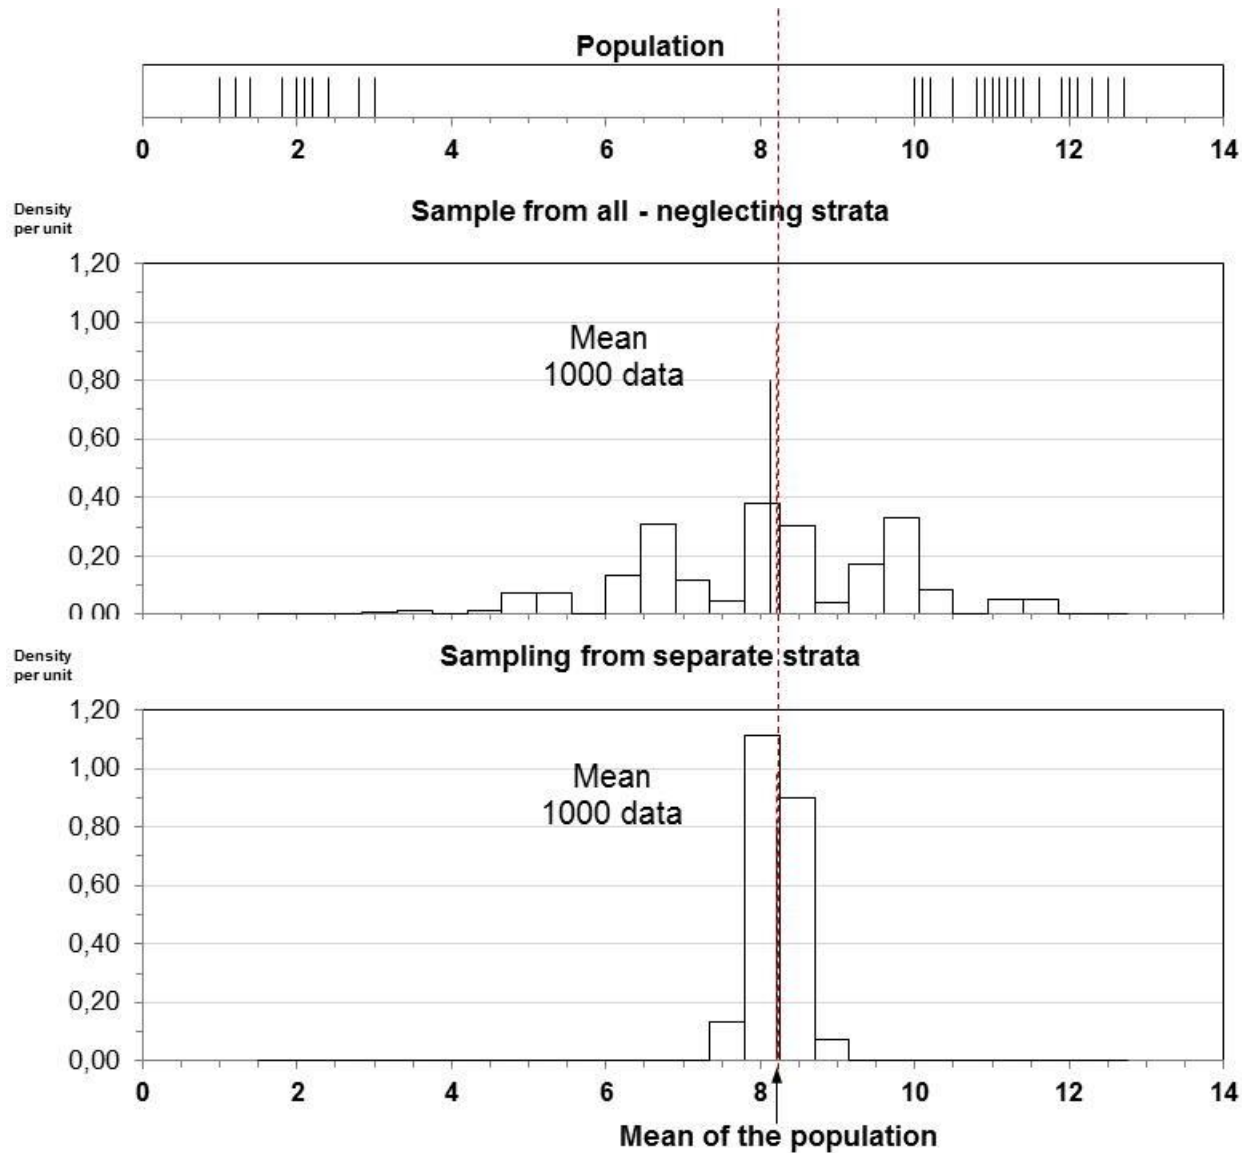 Population
0 2 4 6 8 10 12 14
Density
per unit
Sample from all - neglecting strata
1,20
1,00
0,80
0,60
0,40
0,20
0 00
Mean
1000 data
Density
per unit
Sampling from separate strata
1,20
1,00
0,80
0,60
0,40
0,20
0,00
Mean
1000 data
0 2 4 6 8 10 12 14
Mean of the population